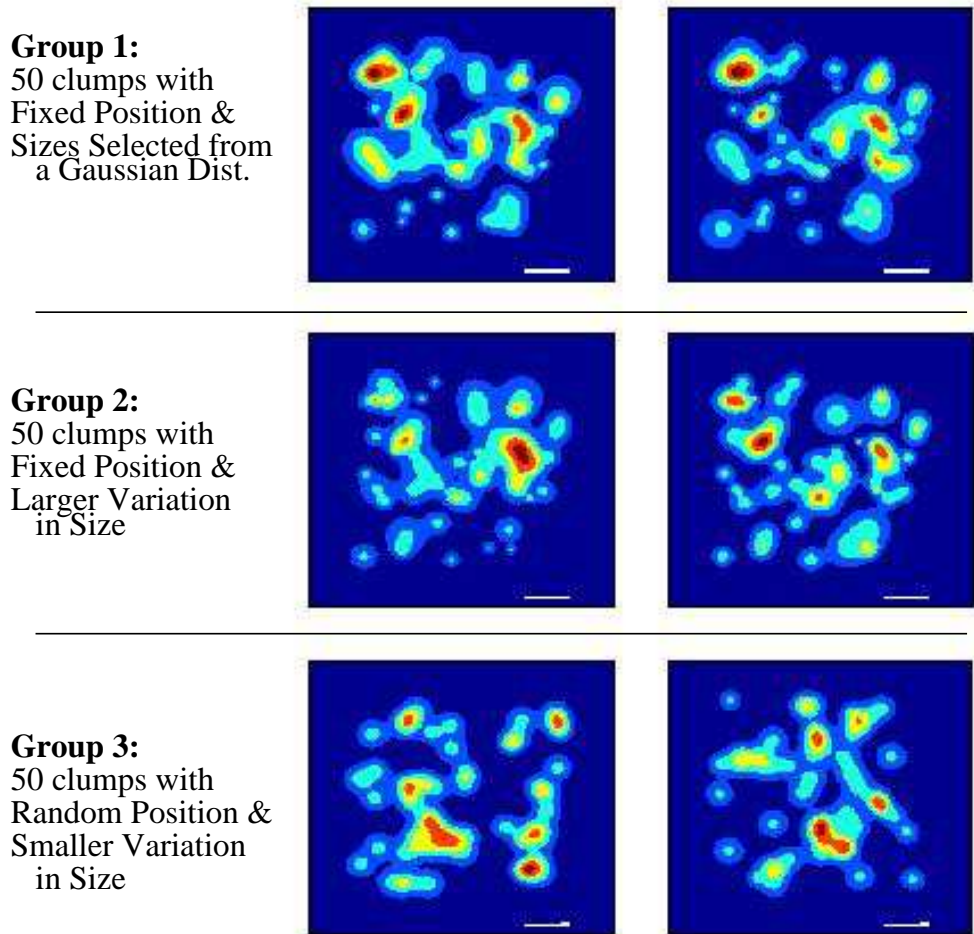 Group 1:
50 clumps with
Fixed Position &
Sizes Selected from
a Gaussian Dist.
Group 2:
50 clumps with
Fixed Position &
Larger Variation
in Size
Group 3:
50 clumps with
Random Position &
Smaller Variation
in Size